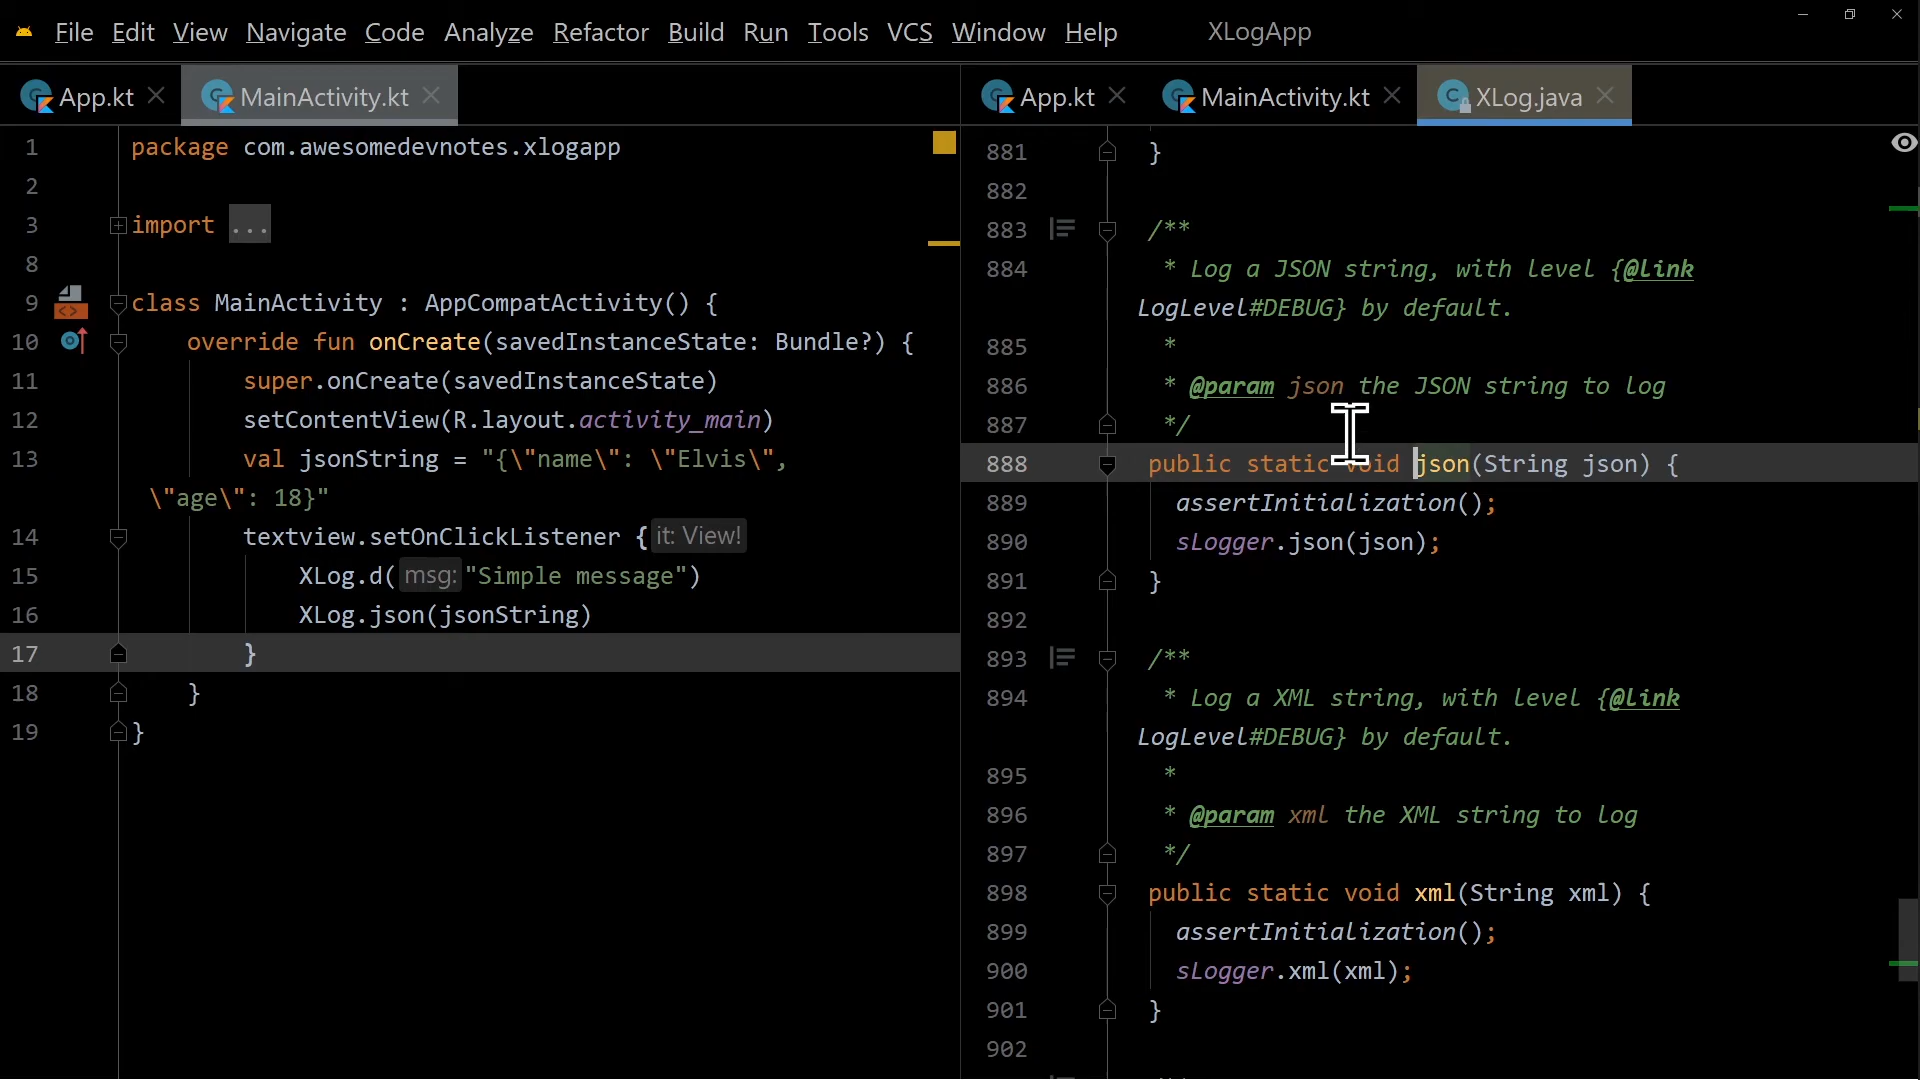 File Edit View Navigate Code Analyze Refactor Build Run Tools VCS Window Help XLogApp
App.kt MainActivity.kt
1 package com.awesomedevnotes.xlogapp
2
3 import ...
8
9 class MainActivity : AppCompatActivity() {
10 override fun onCreate(savedInstanceState: Bundle?) {
11 super.onCreate(savedInstanceState)
12 setContentView(R.layout.activity_main)
13 val jsonString = "{\"name\": \"Elvis\",
\"age\": 18}"
14 textview.setOnClickListener { it: View!
15 XLog.d( msg: "Simple message")
16 XLog.json(jsonString)
17 }
18 }
19 }
App.kt MainActivity.kt XLog.java
881 }
882
883 /**
884 * Log a JSON string, with level {@link
LogLevel#DEBUG} by default.
885 *
886 * @param json the JSON string to log
887 */
888 public static void json(String json) {
889 assertInitialization();
890 sLogger.json(json);
891 }
892
893 /**
894 * Log a XML string, with level {@link
LogLevel#DEBUG} by default.
895 *
896 * @param xml the XML string to log
897 */
898 public static void xml(String xml) {
899 assertInitialization();
900 sLogger.xml(xml);
901 }
902